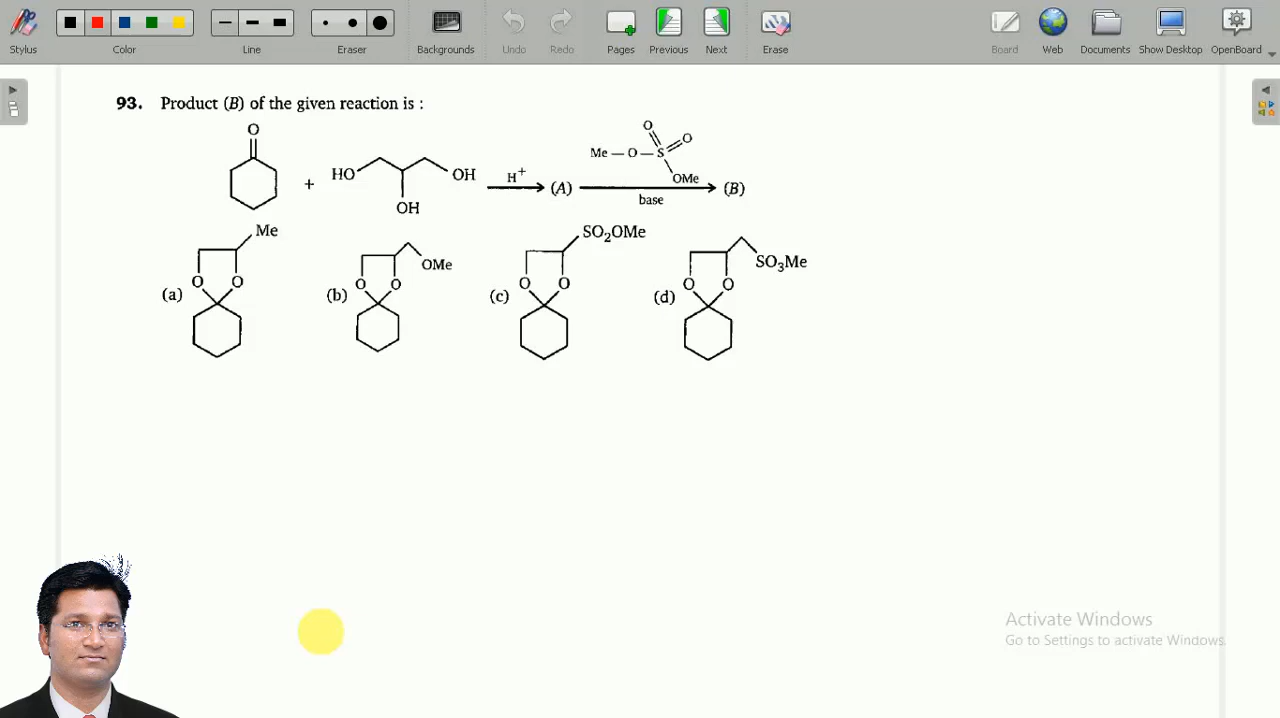 Stylus Color Line Eraser Backgrounds Undo Redo Pages Previous Next Erase Board Web Documents Show Desktop OpenBoard
93. Product (B) of the given reaction is :
O
+
HO OH
OH
H+
(A)
Me — O — S
O O
OMe
base
(B)
(a) Me O O
(b) OMe O O
(c) SO2OMe O O
(d) SO3Me O O
Activate Windows
Go to Settings to activate Windows.